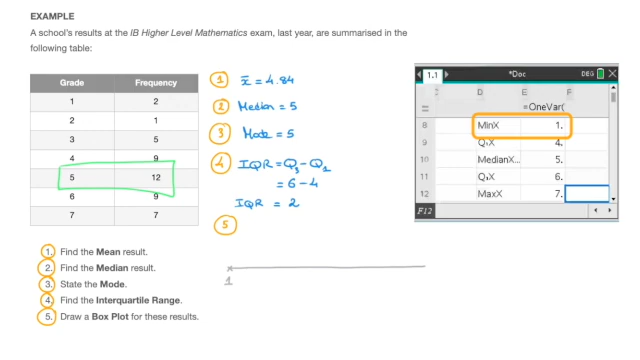 EXAMPLE
A school's results at the IB Higher Level Mathematics exam, last year, are summarised in the
following table:
Grade Frequency
1 2
2 1
3 5
4 9
5 12
6 9
7 7
① x̄ = 4.84
② Median = 5
③ Mode = 5
④ IQR = Q₃ - Q₁
= 6 - 4
IQR = 2
⑤
1
1. Find the Mean result.
2. Find the Median result.
3. State the Mode.
4. Find the Interquartile Range.
5. Draw a Box Plot for these results.
1.1 *Doc DEG
D E F
= =OneVar(
8 MinX 1.
9 Q₁X 4.
10 MedianX... 5.
11 Q₃X 6.
12 MaxX 7.
F12